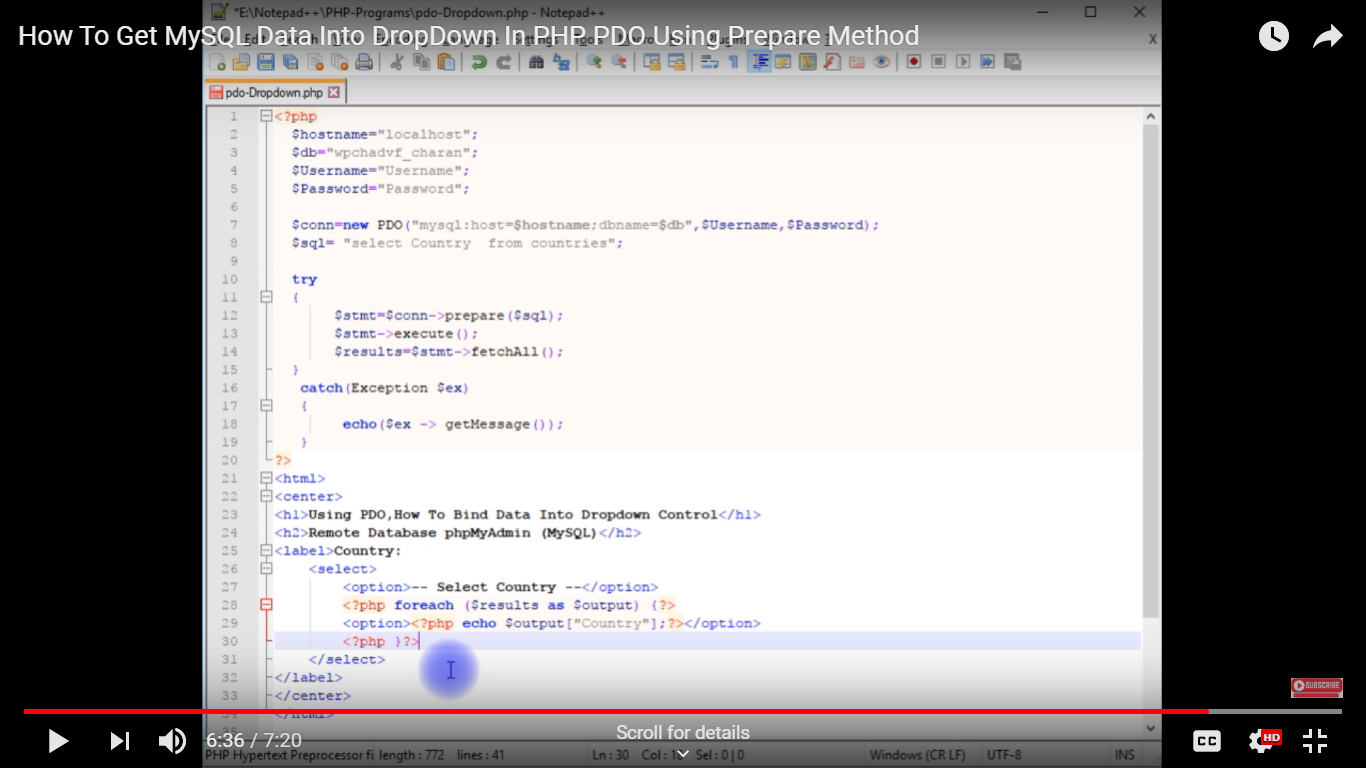 *E:\Notepad++\PHP-Programs\pdo-Dropdown.php - Notepad++
How To Get MySQL Data Into DropDown In PHP PDO Using Prepare Method
X
pdo-Dropdown.php
1 <?php
2 $hostname="localhost";
3 $db="wpchadvf_charan";
4 $Username="Username";
5 $Password="Password";
6
7 $conn=new PDO("mysql:host=$hostname;dbname=$db",$Username,$Password);
8 $sql= "select Country  from countries";
9
10 try
11 {
12 $stmt=$conn->prepare($sql);
13 $stmt->execute();
14 $results=$stmt->fetchAll();
15 }
16 catch(Exception $ex)
17 {
18 echo($ex -> getMessage());
19 }
20 ?>
21 <html>
22 <center>
23 <h1>Using PDO,How To Bind Data Into Dropdown Control</h1>
24 <h2>Remote Database phpMyAdmin (MySQL)</h2>
25 <label>Country:
26 <select>
27 <option>-- Select Country --</option>
28 <?php foreach ($results as $output) {?>
29 <option><?php echo $output["Country"];?></option>
30 <?php }?>
31 </select>
32 </label>
33 </center>
34 </html>
SUBSCRIBE
6:36 / 7:20
Scroll for details
CC
HD
PHP Hypertext Preprocessor fi length : 772 lines : 41 Ln : 30 Col : Sel : 0 | 0 Windows (CR LF) UTF-8 INS